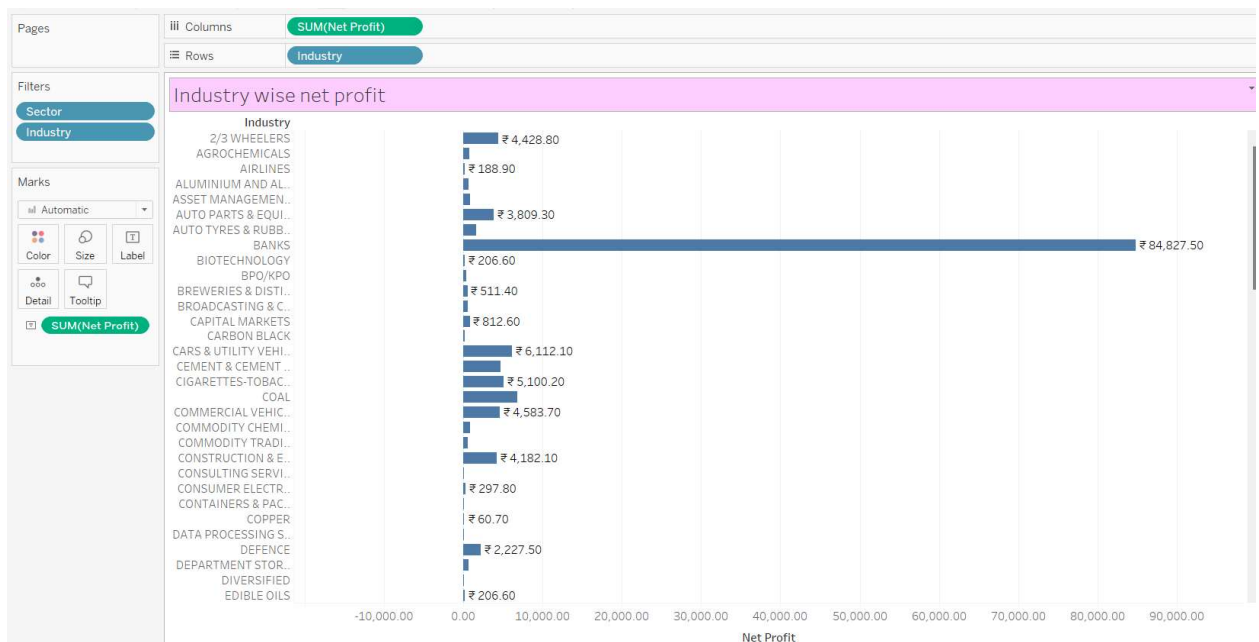 Pages
Columns SUM(Net Profit)
Rows Industry
Filters
Sector
Industry
Marks
Automatic
Color Size Label
Detail Tooltip
SUM(Net Profit)
Industry wise net profit
Industry
2/3 WHEELERS ₹ 4,428.80
AGROCHEMICALS
AIRLINES ₹ 188.90
ALUMINIUM AND AL..
ASSET MANAGEMEN..
AUTO PARTS & EQUI.. ₹ 3,809.30
AUTO TYRES & RUBB..
BANKS ₹ 84,827.50
BIOTECHNOLOGY ₹ 206.60
BPO/KPO
BREWERIES & DISTI.. ₹ 511.40
BROADCASTING & C..
CAPITAL MARKETS ₹ 812.60
CARBON BLACK
CARS & UTILITY VEHI.. ₹ 6,112.10
CEMENT & CEMENT ..
CIGARETTES-TOBAC.. ₹ 5,100.20
COAL
COMMERCIAL VEHIC.. ₹ 4,583.70
COMMODITY CHEMI..
COMMODITY TRADI..
CONSTRUCTION & E.. ₹ 4,182.10
CONSULTING SERVI..
CONSUMER ELECTR.. ₹ 297.80
CONTAINERS & PAC..
COPPER ₹ 60.70
DATA PROCESSING S..
DEFENCE ₹ 2,227.50
DEPARTMENT STOR..
DIVERSIFIED
EDIBLE OILS ₹ 206.60
-10,000.00 0.00 10,000.00 20,000.00 30,000.00 40,000.00 50,000.00 60,000.00 70,000.00 80,000.00 90,000.00
Net Profit